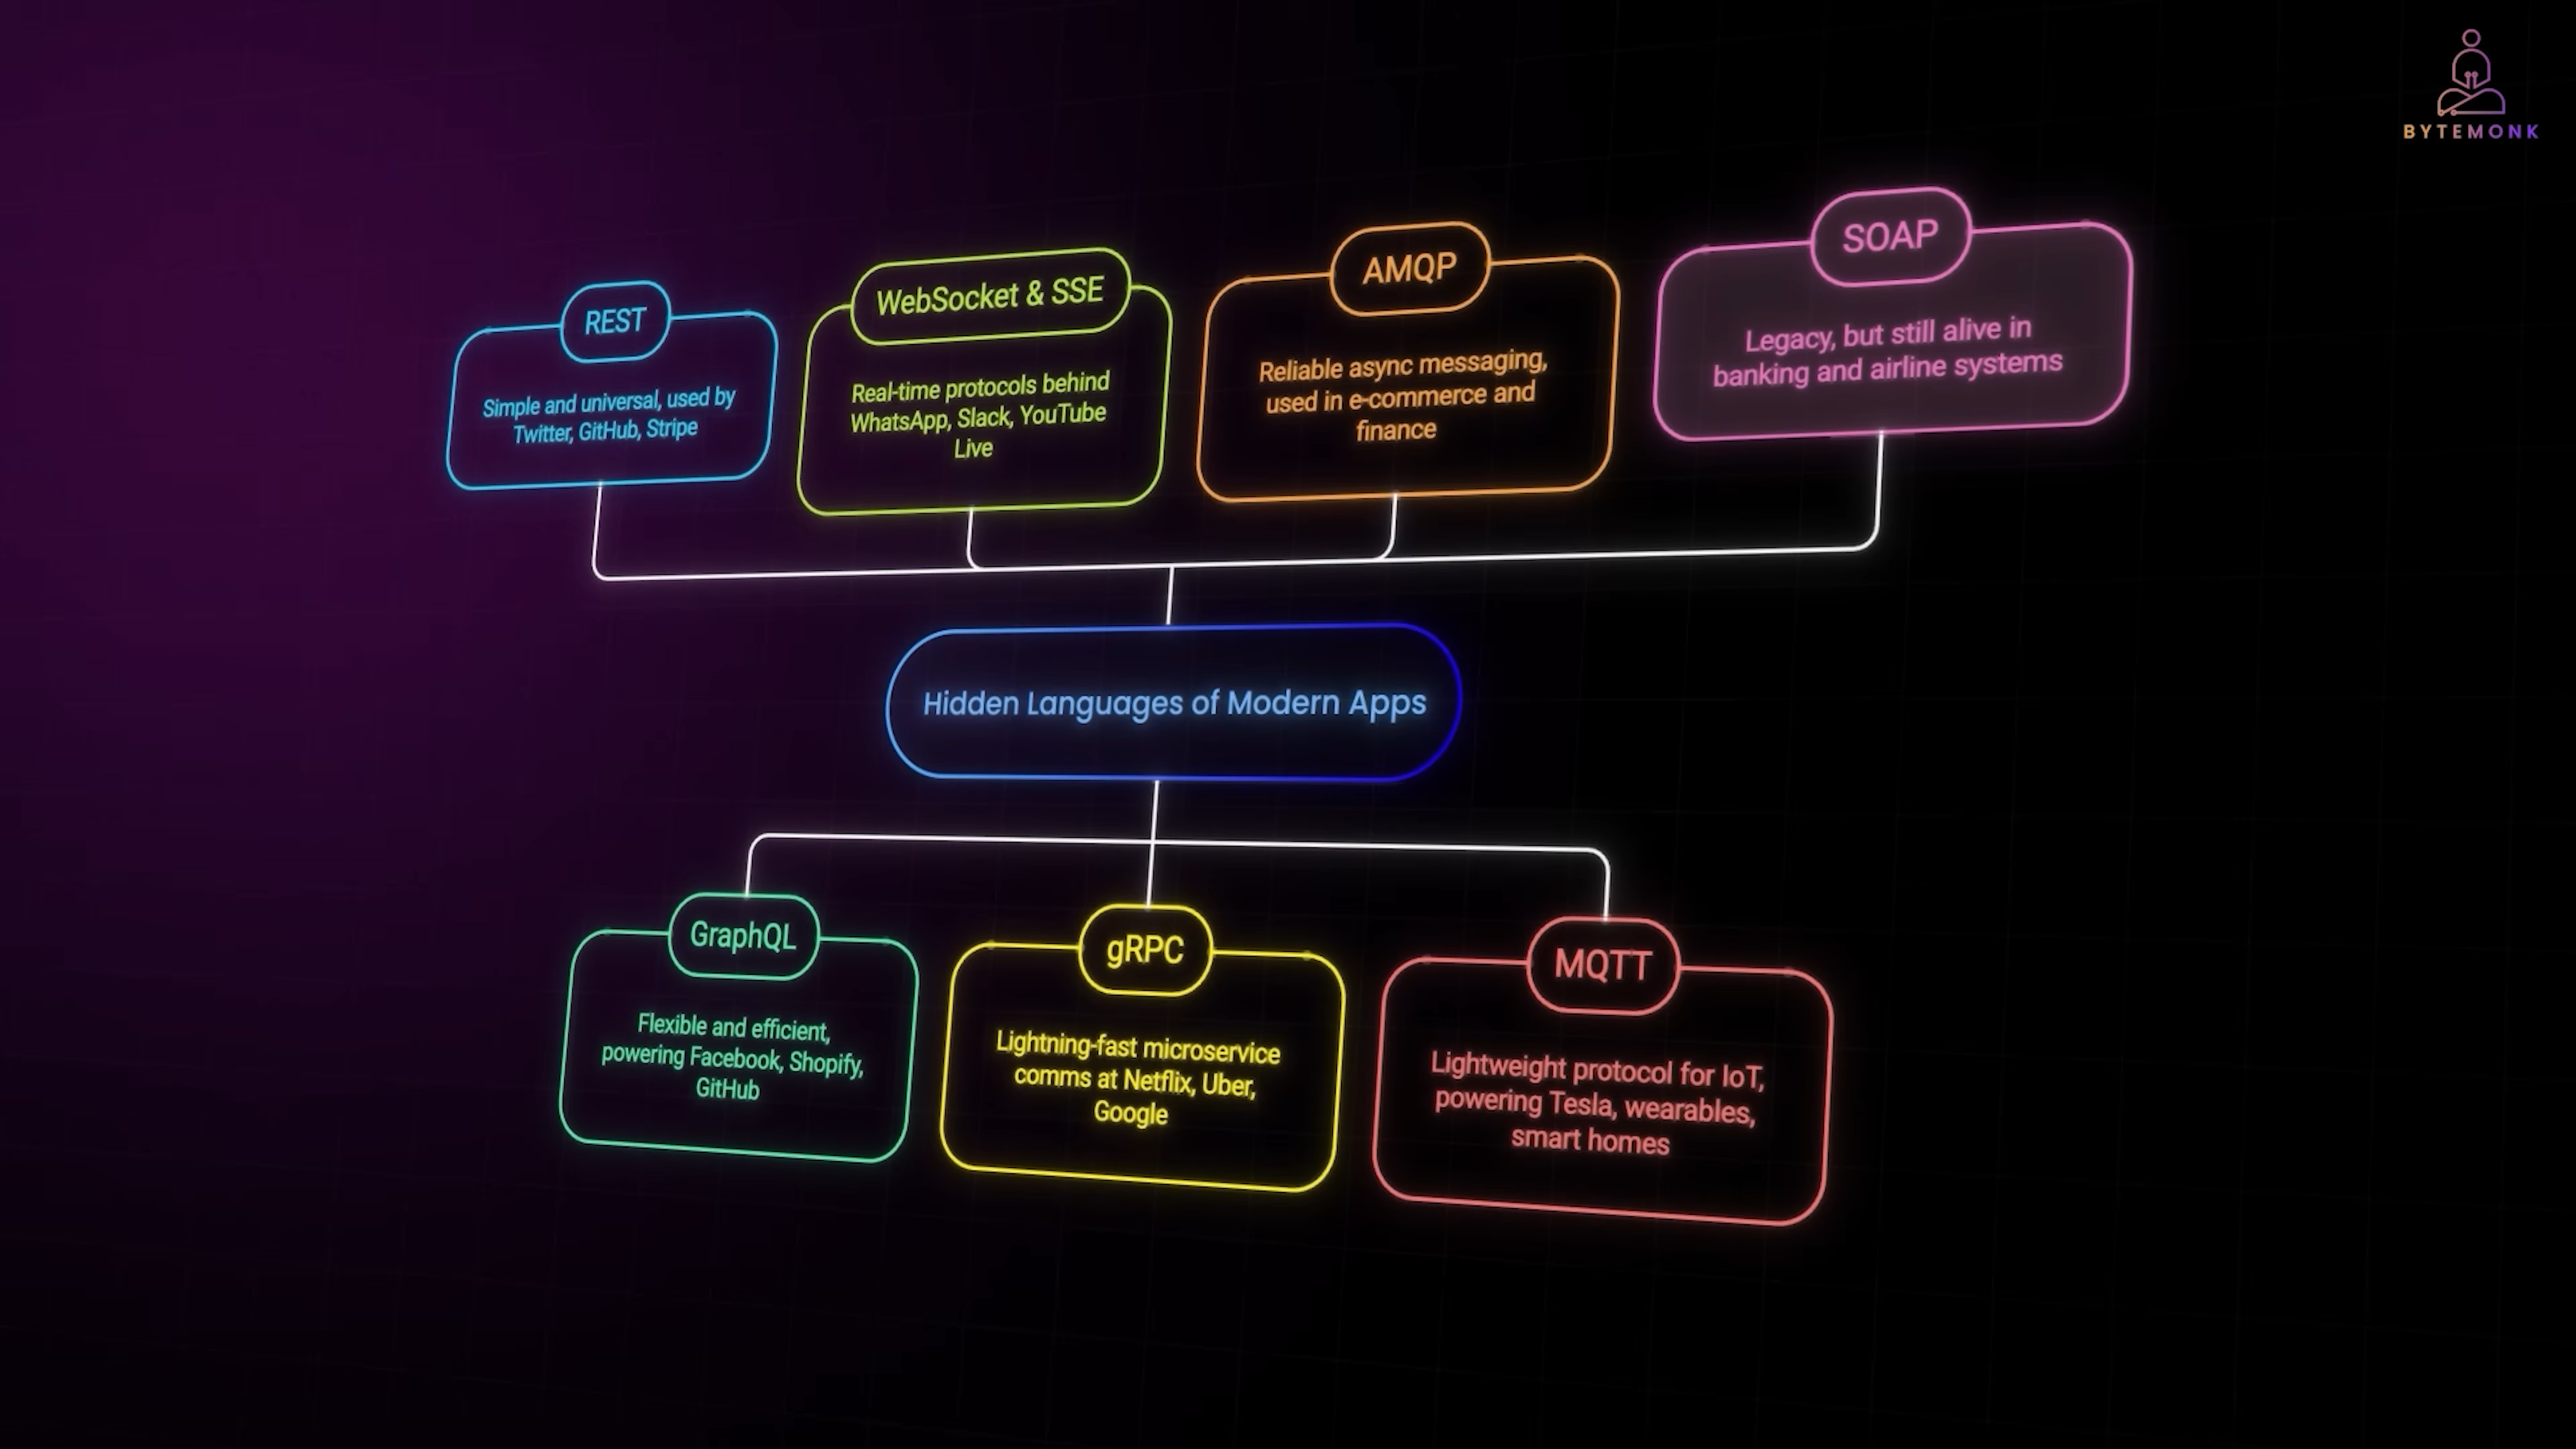 BYTEMONK
REST
Simple and universal, used by
Twitter, GitHub, Stripe
WebSocket & SSE
Real-time protocols behind
WhatsApp, Slack, YouTube
Live
AMQP
Reliable async messaging,
used in e-commerce and
finance
SOAP
Legacy, but still alive in
banking and airline systems
Hidden Languages of Modern Apps
GraphQL
Flexible and efficient,
powering Facebook, Shopify,
GitHub
gRPC
Lightning-fast microservice
comms at Netflix, Uber,
Google
MQTT
Lightweight protocol for IoT,
powering Tesla, wearables,
smart homes